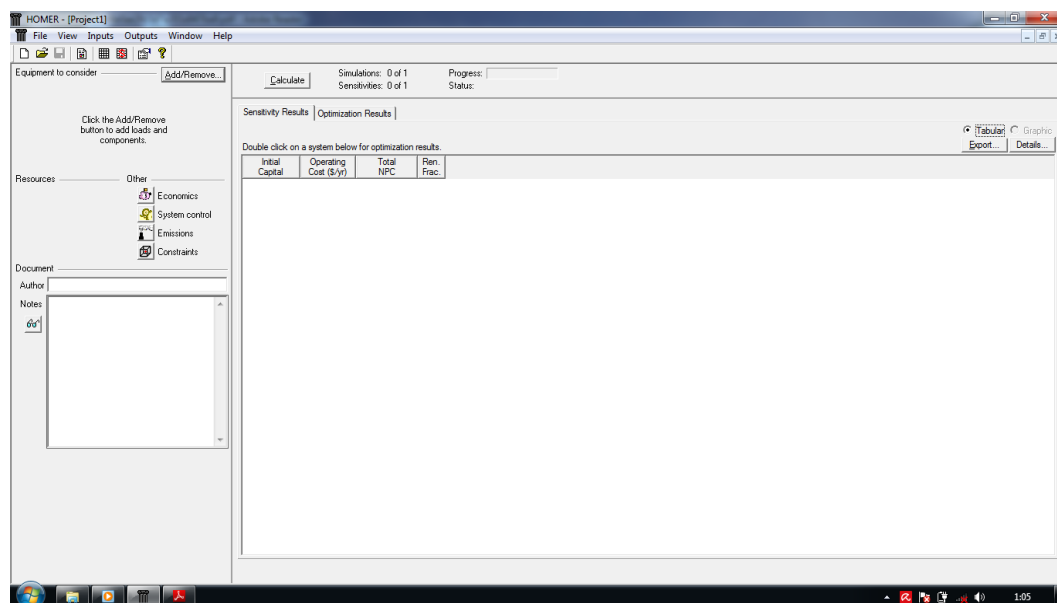 HOMER - [Project1]
File View Inputs Outputs Window Help
Equipment to consider
Add/Remove...
Click the Add/Remove
button to add loads and
components.
Resources
Other
Economics
System control
Emissions
Constraints
Document
Author
Notes
Calculate
Simulations: 0 of 1
Sensitivities: 0 of 1
Progress:
Status:
Sensitivity Results
Optimization Results
Tabular
Graphic
Double click on a system below for optimization results.
Export...
Details...
Initial Capital
Operating Cost ($/yr)
Total NPC
Ren. Frac.
1:05